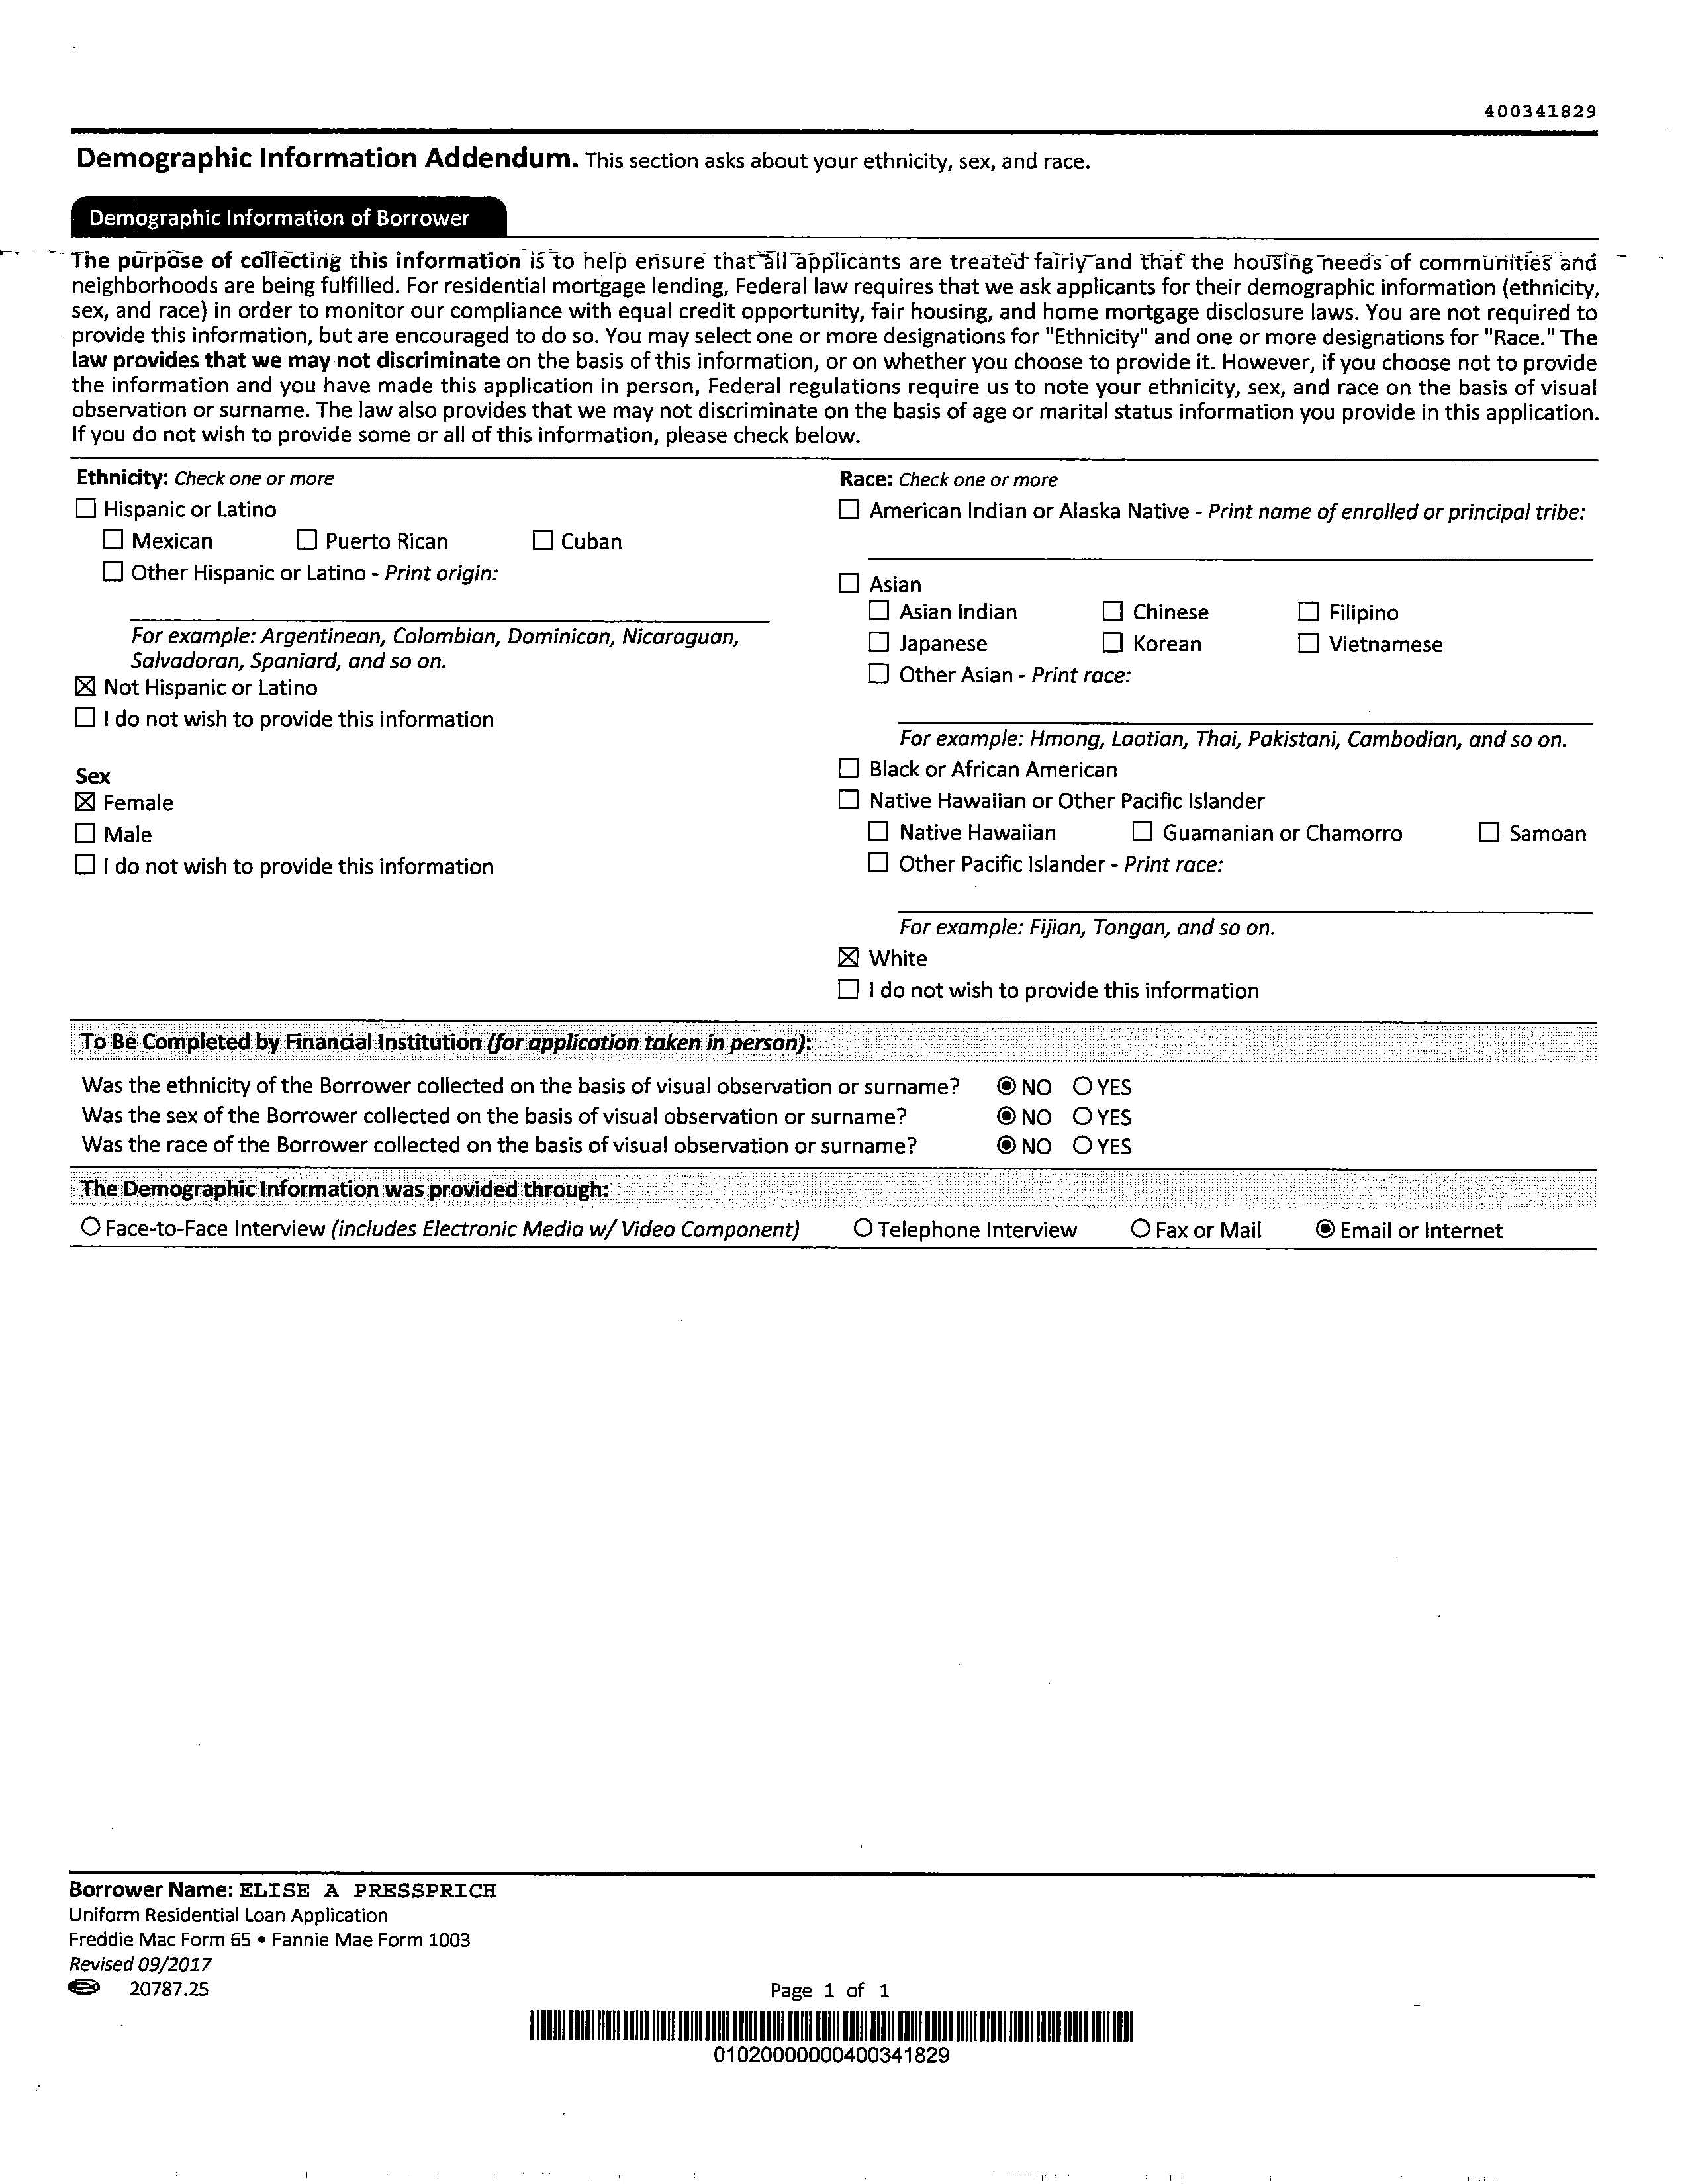 400341829
Demographic Information Addendum. This section asks about your ethnicity, sex, and race.
Demographic Information of Borrower
The purpose of collecting this information is to help ensure that all applicants are treated fairly and that the housing needs of communities and
neighborhoods are being fulfilled. For residential mortgage lending, Federal law requires that we ask applicants for their demographic information (ethnicity,
sex, and race) in order to monitor our compliance with equal credit opportunity, fair housing, and home mortgage disclosure laws. You are not required to
provide this information, but are encouraged to do so. You may select one or more designations for "Ethnicity" and one or more designations for "Race." The
law provides that we may not discriminate on the basis of this information, or on whether you choose to provide it. However, if you choose not to provide
the information and you have made this application in person, Federal regulations require us to note your ethnicity, sex, and race on the basis of visual
observation or surname. The law also provides that we may not discriminate on the basis of age or marital status information you provide in this application.
If you do not wish to provide some or all of this information, please check below.
Ethnicity: Check one or more
☐ Hispanic or Latino
☐ Mexican ☐ Puerto Rican ☐ Cuban
☐ Other Hispanic or Latino - Print origin:
For example: Argentinean, Colombian, Dominican, Nicaraguan,
Salvadoran, Spaniard, and so on.
☒ Not Hispanic or Latino
☐ I do not wish to provide this information
Sex
☒ Female
☐ Male
☐ I do not wish to provide this information
Race: Check one or more
☐ American Indian or Alaska Native - Print name of enrolled or principal tribe:
☐ Asian
☐ Asian Indian ☐ Chinese ☐ Filipino
☐ Japanese ☐ Korean ☐ Vietnamese
☐ Other Asian - Print race:
For example: Hmong, Laotian, Thai, Pakistani, Cambodian, and so on.
☐ Black or African American
☐ Native Hawaiian or Other Pacific Islander
☐ Native Hawaiian ☐ Guamanian or Chamorro ☐ Samoan
☐ Other Pacific Islander - Print race:
For example: Fijian, Tongan, and so on.
☒ White
☐ I do not wish to provide this information
To Be Completed by Financial Institution (for application taken in person):
Was the ethnicity of the Borrower collected on the basis of visual observation or surname? ◉ NO ○ YES
Was the sex of the Borrower collected on the basis of visual observation or surname? ◉ NO ○ YES
Was the race of the Borrower collected on the basis of visual observation or surname? ◉ NO ○ YES
The Demographic Information was provided through:
○ Face-to-Face Interview (includes Electronic Media w/ Video Component) ○ Telephone Interview ○ Fax or Mail ◉ Email or Internet
Borrower Name: ELISE A PRESSPRICH
Uniform Residential Loan Application
Freddie Mac Form 65 • Fannie Mae Form 1003
Revised 09/2017
20787.25
Page 1 of 1
01020000000400341829